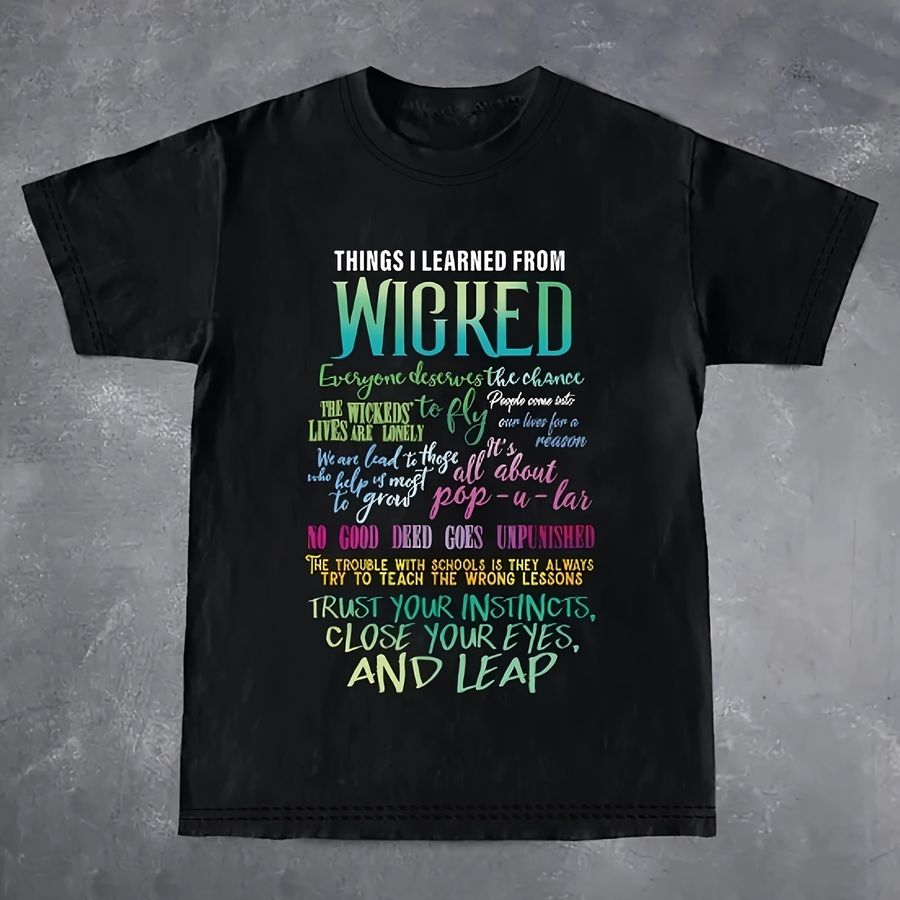 THINGS I LEARNED FROM
WICKED
Everyone deserves the chance
to fly
THE WICKEDS'
LIVES ARE LONELY
People come into
our lives for a
reason
We are lead to those
who help us most
to grow
It's
all about
pop-u-lar
NO GOOD DEED GOES UNPUNISHED
THE TROUBLE WITH SCHOOLS IS THEY ALWAYS
TRY TO TEACH THE WRONG LESSONS
TRUST YOUR INSTINCTS,
CLOSE YOUR EYES,
AND LEAP